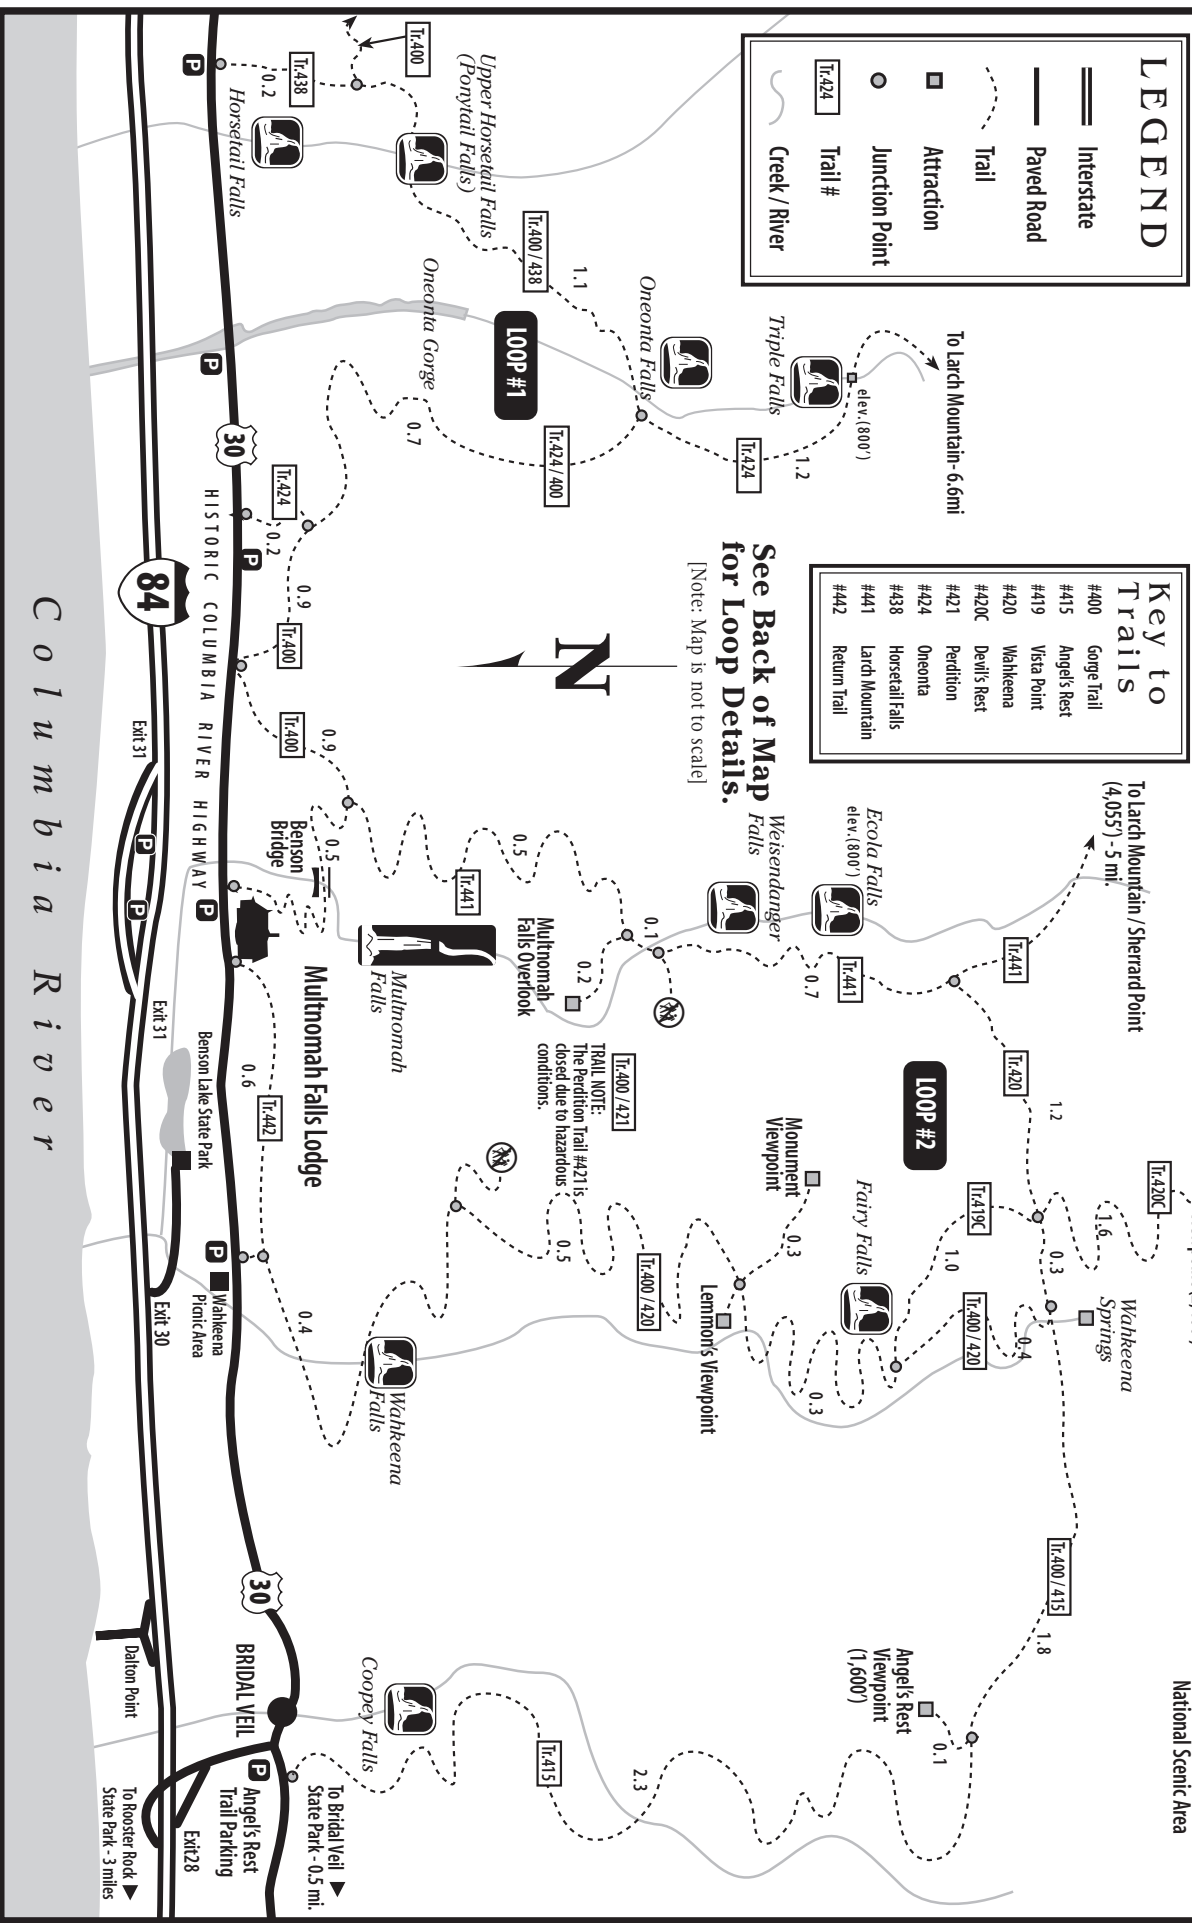 LEGEND
Interstate
Paved Road
Trail
Attraction
Junction Point
Tr.424
Trail #
Creek / River
Key to
Trails
#400 Gorge Trail
#415 Angel's Rest
#419 Vista Point
#420 Wahkeena
#420C Devil's Rest
#421 Perdition
#424 Oneonta
#438 Horsetail Falls
#441 Larch Mountain
#442 Return Trail
See Back of Map
for Loop Details.
[Note: Map is not to scale]
N
National Scenic Area
To Larch Mountain - 6.6mi
elev.(800')
Triple Falls
1.2
Tr.424
Oneonta Falls
1.1
Tr.400 / 438
LOOP #1
Tr.424 / 400
Upper Horsetail Falls
(Ponytail Falls)
Tr.400
Oneonta Gorge
0.7
Tr.438
0.2
Horsetail Falls
P
P
30
Tr.424
0.2
P
0.9
Tr.400
Tr.400
0.9
HISTORIC COLUMBIA RIVER HIGHWAY
84
To Larch Mountain / Sherrard Point
(4,055') - 5 mi.
Ecola Falls
elev.(800')
Weisendanger
Falls
Tr.441
Tr.441
0.7
0.1
0.2
Multnomah
Falls Overlook
0.5
Tr.441
Multnomah
Falls
0.5
Benson
Bridge
P
Multnomah Falls Lodge
Exit 31
P
P
Exit 31
Benson Lake State Park
0.6
Tr.442
Tr.420
1.2
LOOP #2
Tr.400 / 421
TRAIL NOTE:
The Perdition Trail #421 is
closed due to hazardous
conditions.
Tr.420C
1.6
Tr.419C
0.3
1.0
Wahkeena
Springs
Tr.400 / 420
0.4
Fairy Falls
Monument
Viewpoint
0.3
0.3
Lemmon's Viewpoint
Tr.400 / 420
0.5
Wahkeena
Falls
0.4
P
Wahkeena
Picnic Area
Exit 30
Tr.400 / 415
1.8
Angel's Rest
Viewpoint
(1,600')
0.1
2.3
Tr.415
Coopey Falls
30
BRIDAL VEIL
P
Angel's Rest
Trail Parking
To Bridal Veil
State Park - 0.5 mi.
Exit28
Dalton Point
To Rooster Rock
State Park - 3 miles
Columbia River